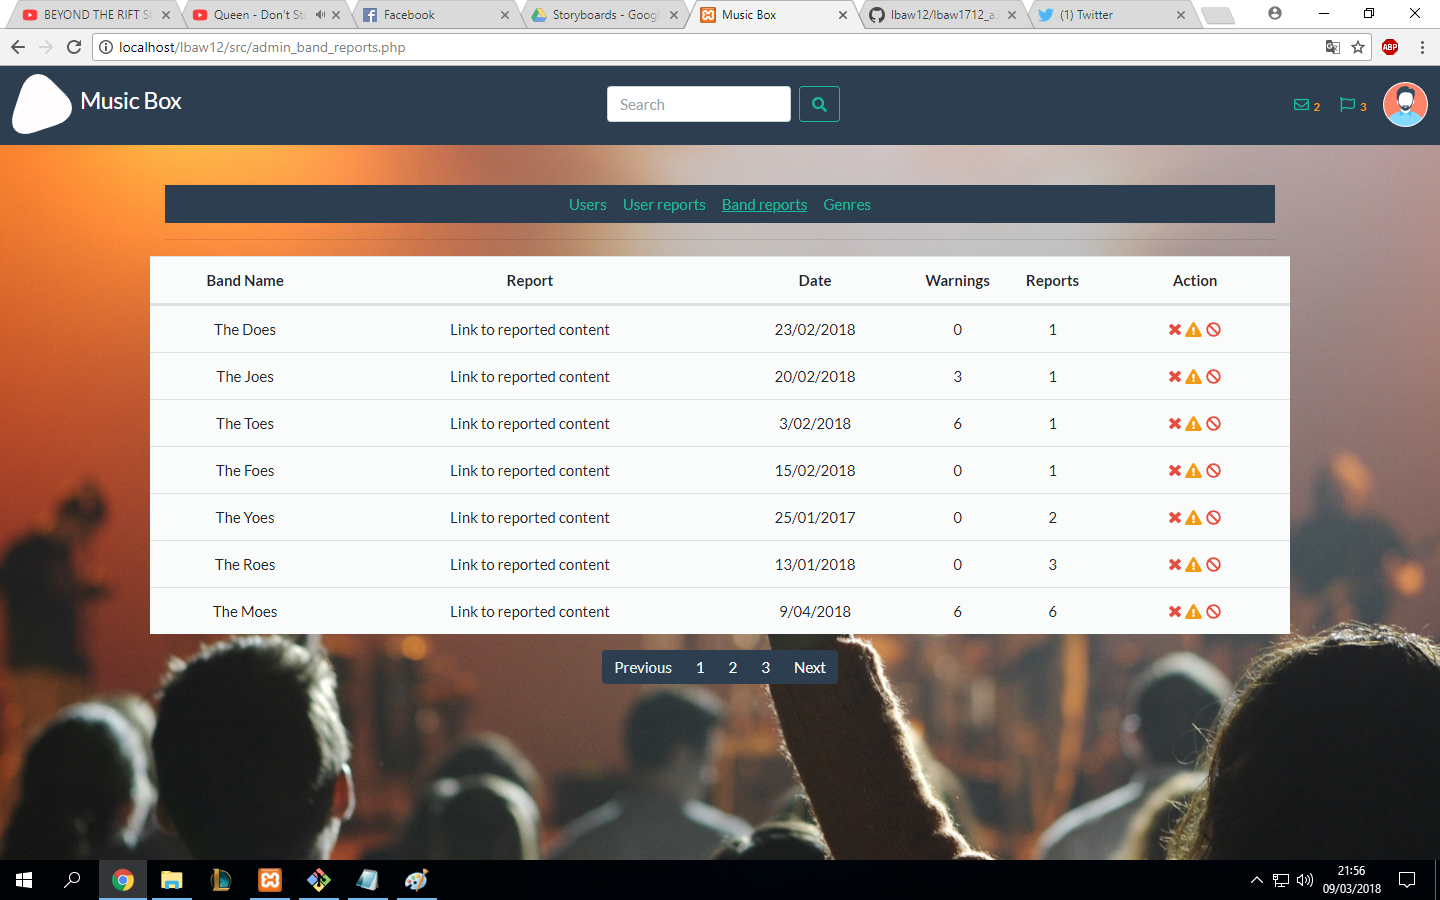 BEYOND THE RIFT
Queen - Don't Sto
Facebook
Storyboards - Googl
Music Box
lbaw12/lbaw1712_a
(1) Twitter
localhost/lbaw12/src/admin_band_reports.php
ABP
Music Box
Search
2
3
Users User reports Band reports Genres
Band Name Report Date Warnings Reports Action
The Does Link to reported content 23/02/2018 0 1
The Joes Link to reported content 20/02/2018 3 1
The Toes Link to reported content 3/02/2018 6 1
The Foes Link to reported content 15/02/2018 0 1
The Yoes Link to reported content 25/01/2017 0 2
The Roes Link to reported content 13/01/2018 0 3
The Moes Link to reported content 9/04/2018 6 6
Previous 1 2 3 Next
21:56
09/03/2018